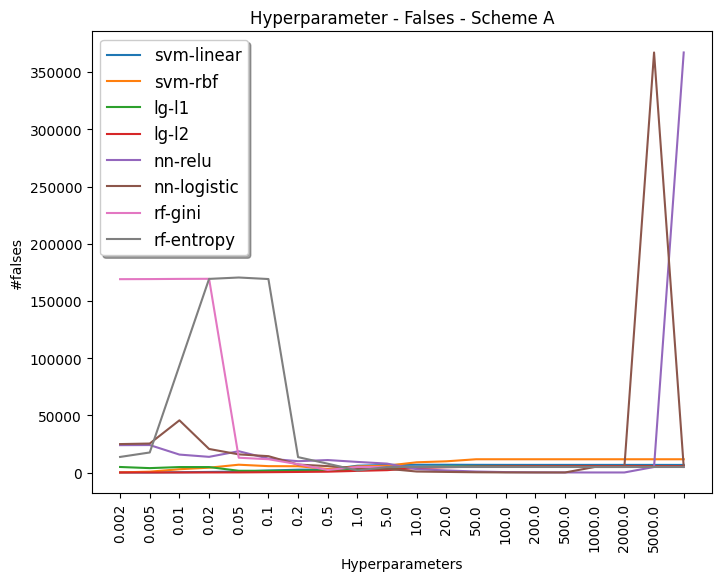 Hyperparameter - Falses - Scheme A
svm-linear
svm-rbf
lg-l1
lg-l2
nn-relu
nn-logistic
rf-gini
rf-entropy
#falses
350000
300000
250000
200000
150000
100000
50000
0
0.002
0.005
0.01
0.02
0.05
0.1
0.2
0.5
1.0
5.0
10.0
20.0
50.0
100.0
200.0
500.0
1000.0
2000.0
5000.0
Hyperparameters